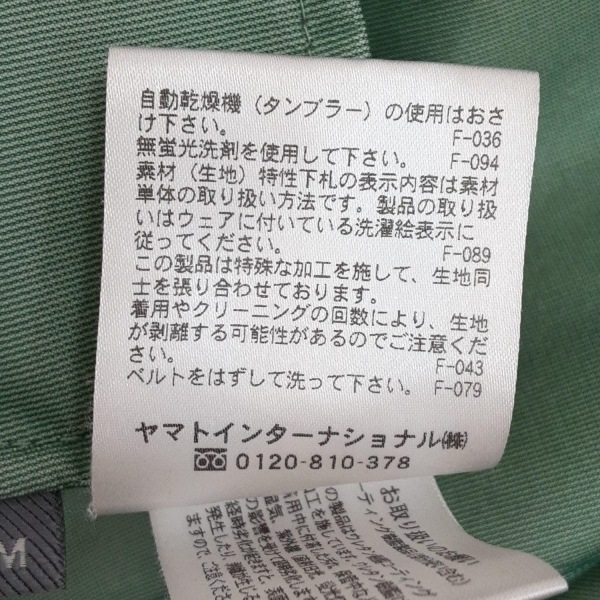 自動乾燥機（タンブラー）の使用はおさ
け下さい。 F-036
無蛍光洗剤を使用して下さい。 F-094
素材（生地）特性下札の表示内容は素材
単体の取り扱い方法です。製品の取り扱
いはウェアに付いている洗濯絵表示に
従ってください。 F-089
この製品は特殊な加工を施して、生地同
士を張り合わせております。
着用やクリーニングの回数により、生地
が剥離する可能性があるのでご注意くだ
さい。 F-043
ベルトをはずして洗って下さい。 F-079
ヤマトインターナショナル㈱
0120-810-378
M
お取り扱いのお願い